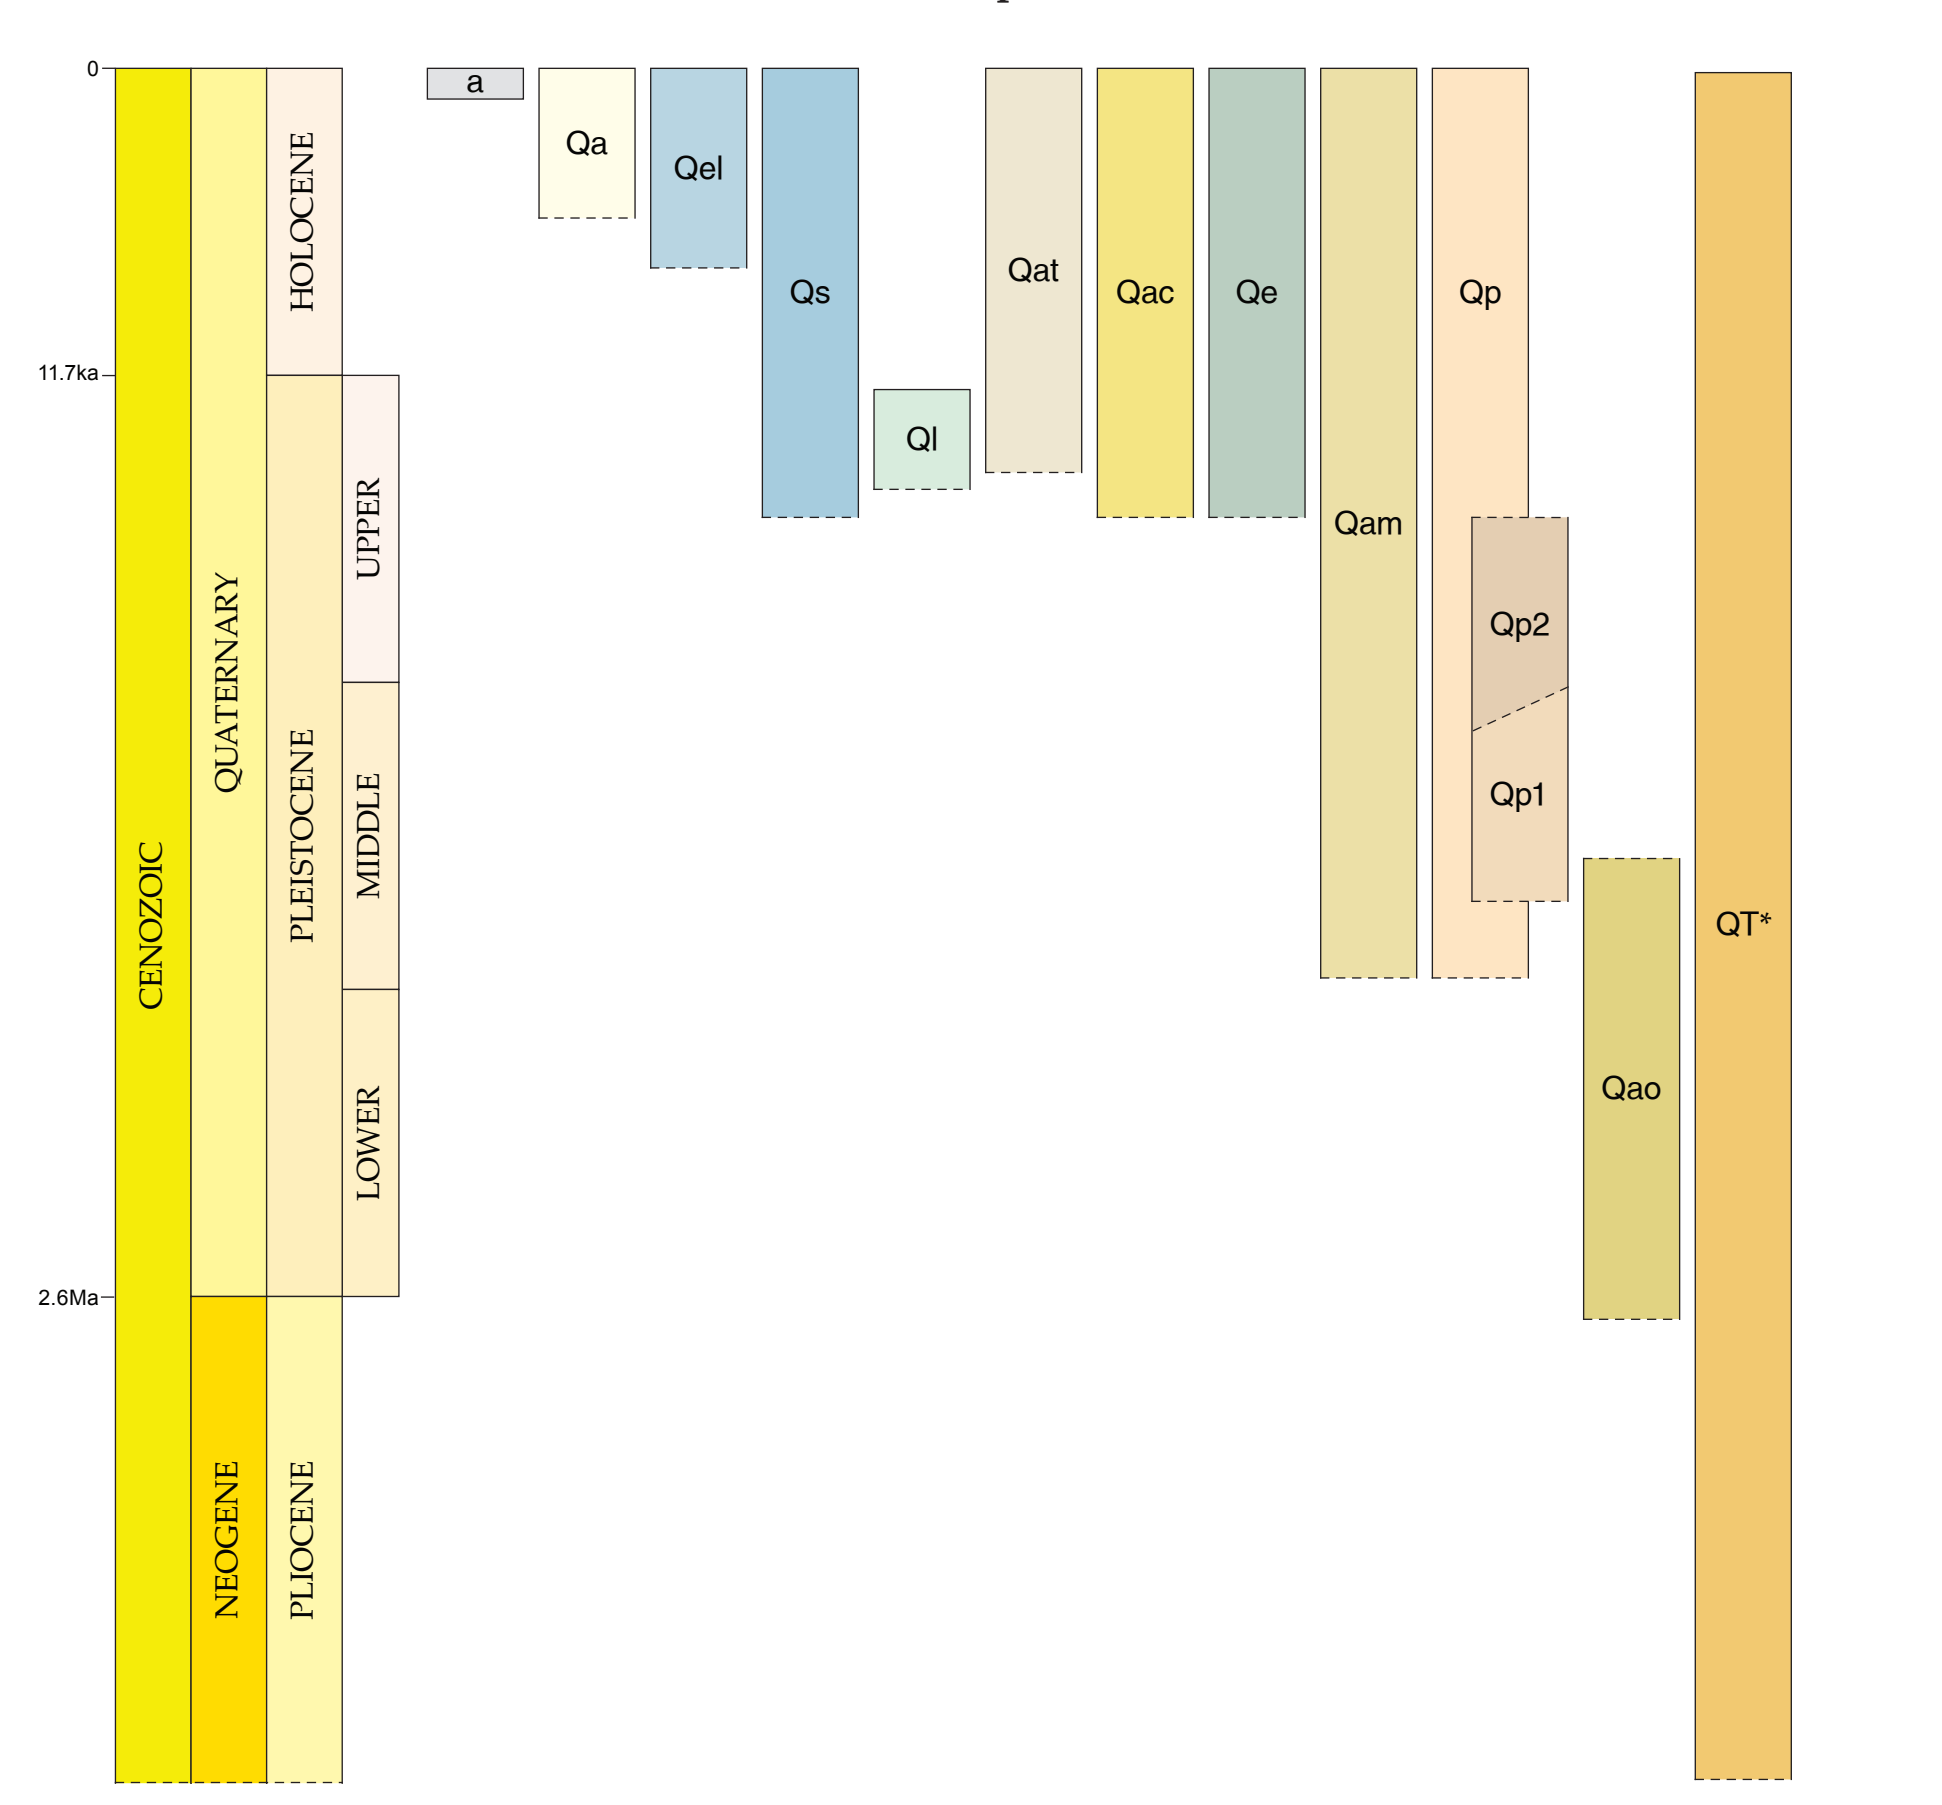 0
11.7ka
2.6Ma
CENOZOIC
QUATERNARY
NEOGENE
HOLOCENE
PLEISTOCENE
PLIOCENE
UPPER
MIDDLE
LOWER
a
Qa
Qel
Qs
Ql
Qat
Qac
Qe
Qam
Qp
Qp2
Qp1
Qao
QT*